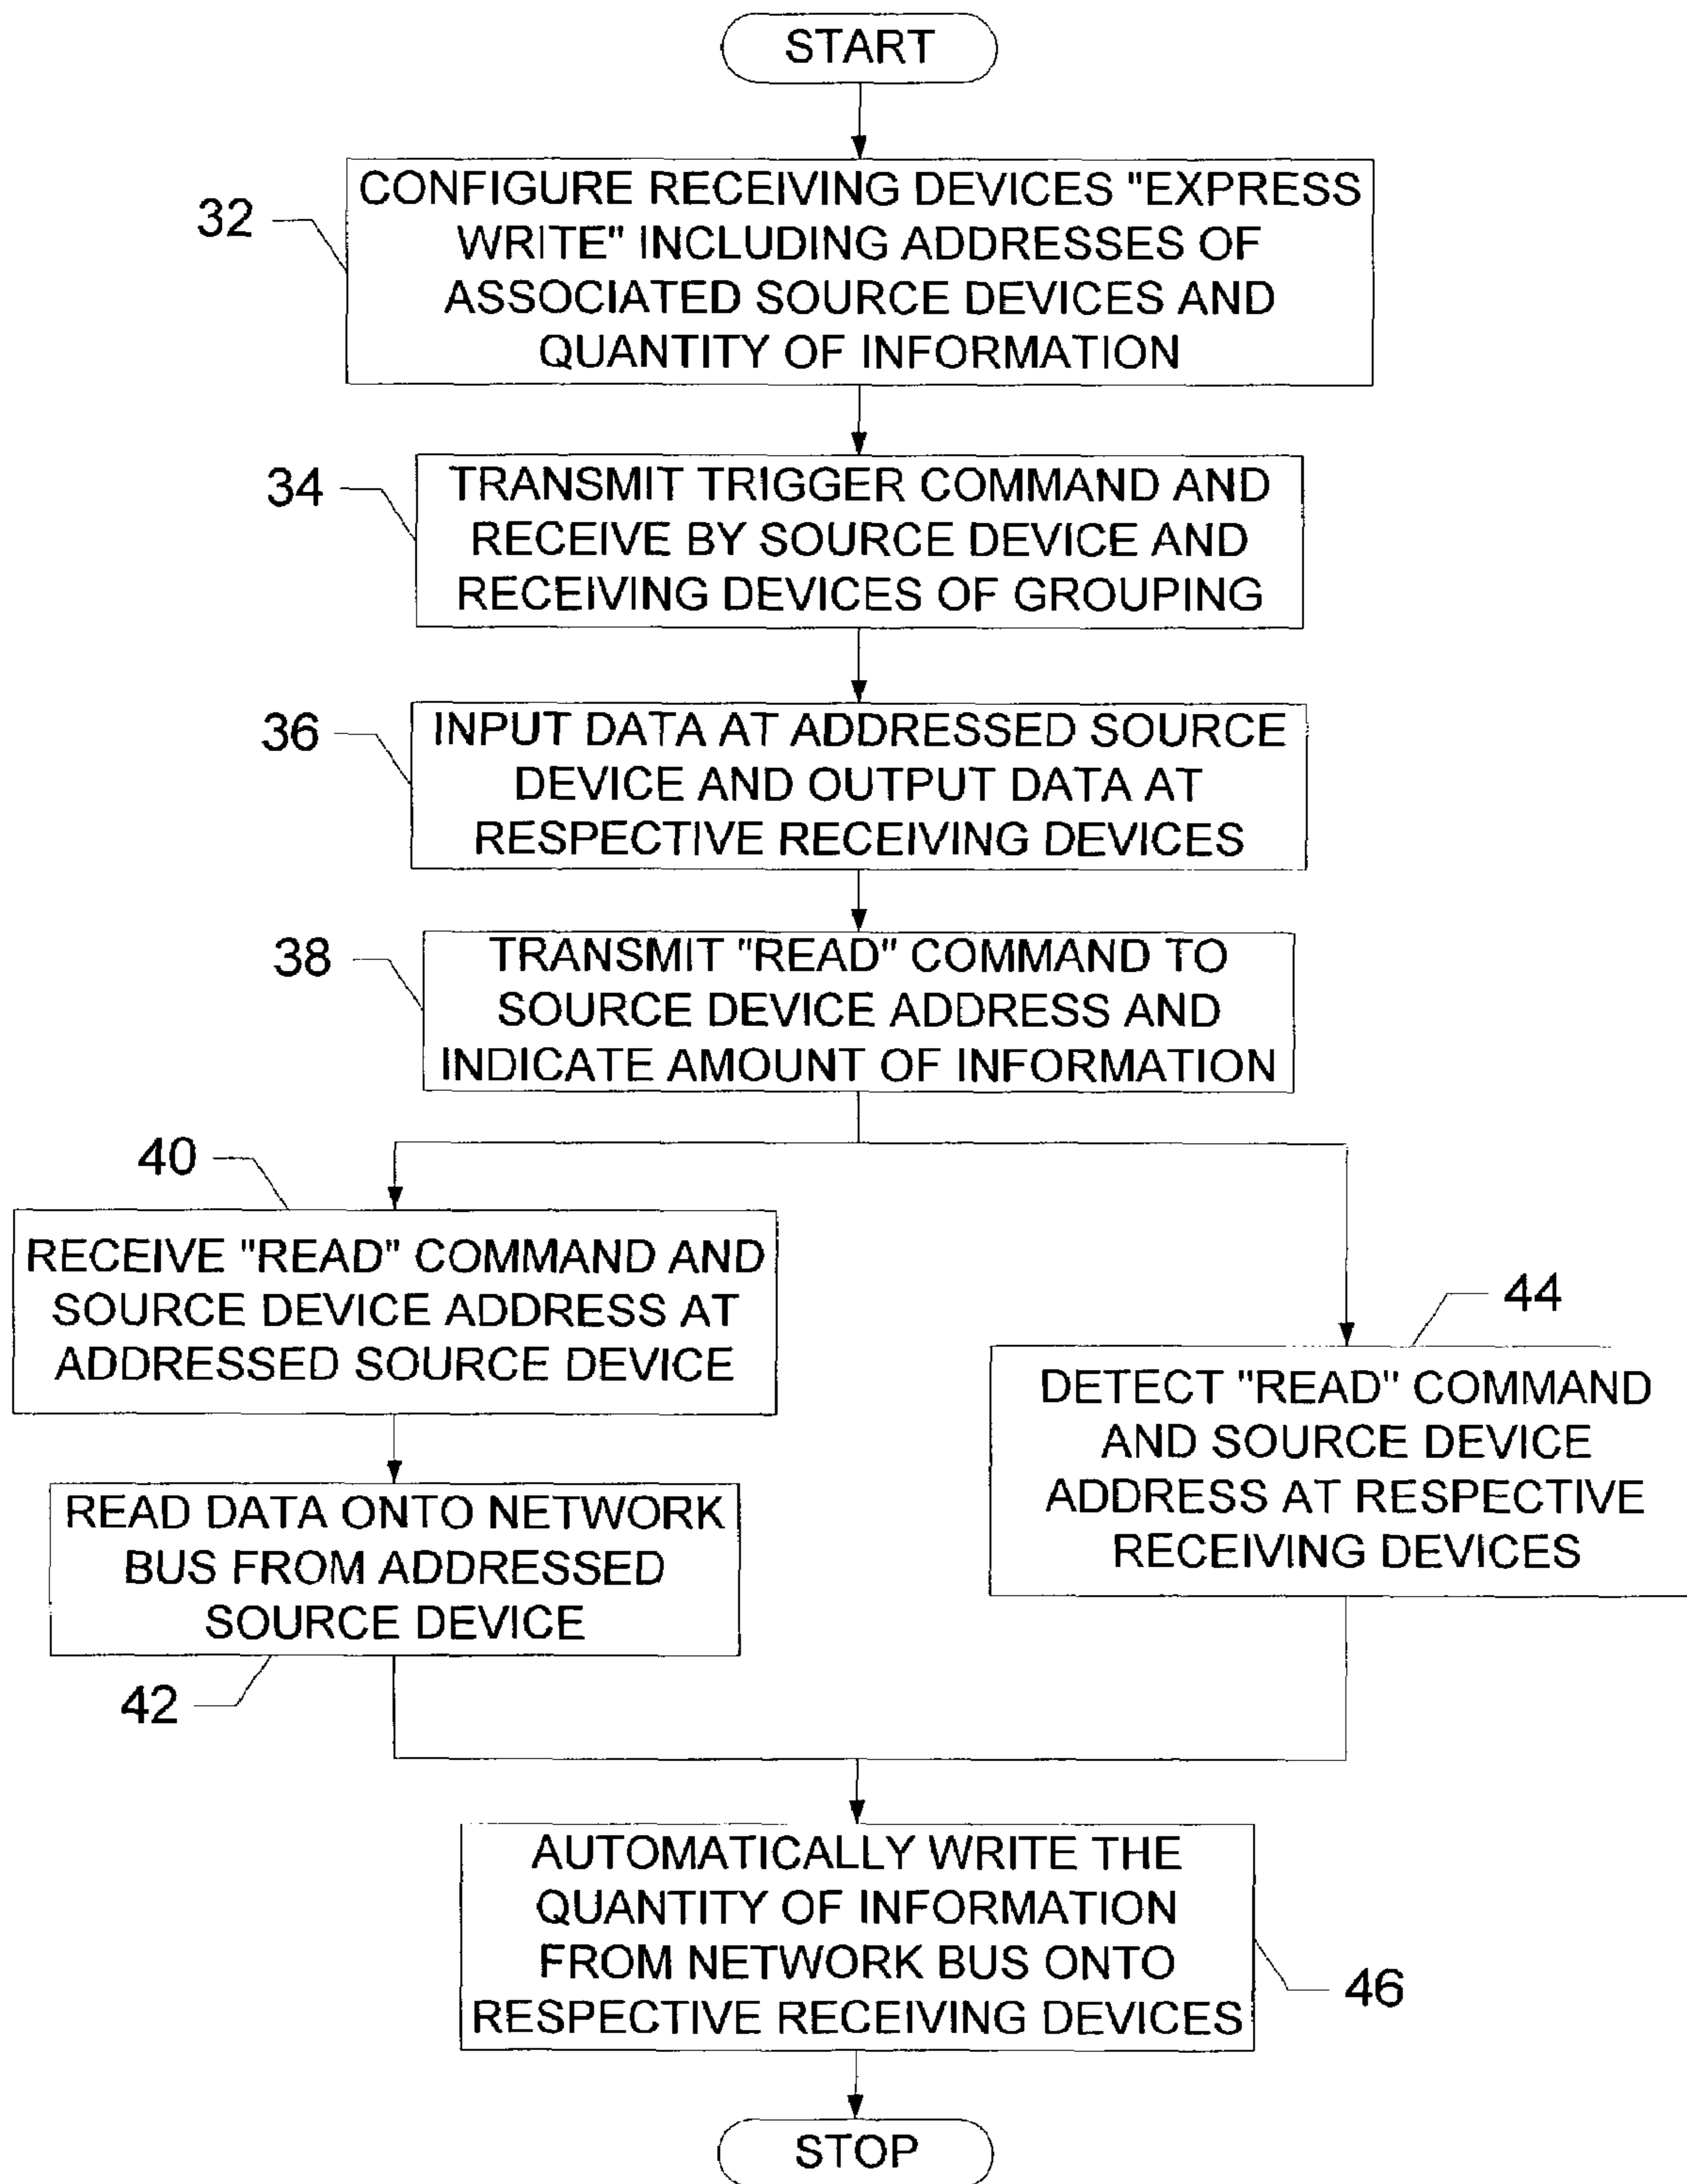 START
32
CONFIGURE RECEIVING DEVICES "EXPRESS
WRITE" INCLUDING ADDRESSES OF
ASSOCIATED SOURCE DEVICES AND
QUANTITY OF INFORMATION
34
TRANSMIT TRIGGER COMMAND AND
RECEIVE BY SOURCE DEVICE AND
RECEIVING DEVICES OF GROUPING
36
INPUT DATA AT ADDRESSED SOURCE
DEVICE AND OUTPUT DATA AT
RESPECTIVE RECEIVING DEVICES
38
TRANSMIT "READ" COMMAND TO
SOURCE DEVICE ADDRESS AND
INDICATE AMOUNT OF INFORMATION
40
RECEIVE "READ" COMMAND AND
SOURCE DEVICE ADDRESS AT
ADDRESSED SOURCE DEVICE
READ DATA ONTO NETWORK
BUS FROM ADDRESSED
SOURCE DEVICE
42
44
DETECT "READ" COMMAND
AND SOURCE DEVICE
ADDRESS AT RESPECTIVE
RECEIVING DEVICES
AUTOMATICALLY WRITE THE
QUANTITY OF INFORMATION
FROM NETWORK BUS ONTO
RESPECTIVE RECEIVING DEVICES
46
STOP